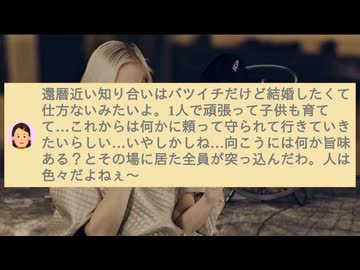 還暦近い知り合いはバツイチだけど結婚したくて
仕方ないみたいよ。1人で頑張って子供も育て
て…これからは何かに頼って守られて行きていき
たいらしい…いやしかしね…向こうには何か旨味
ある？とその場に居た全員が突っ込んだわ。人は
色々だよねぇ～